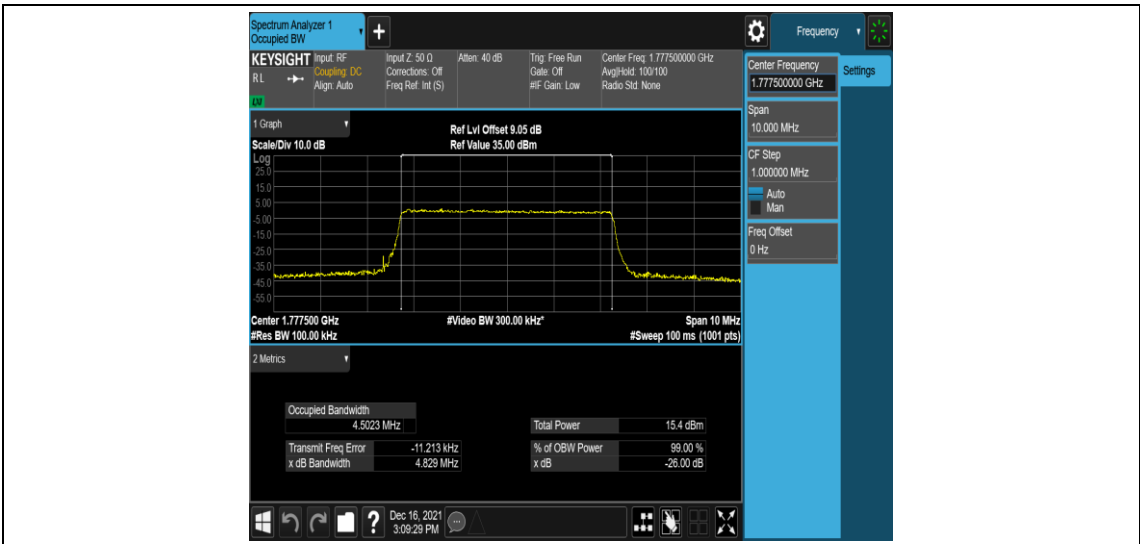 Spectrum Analyzer 1
Occupied BW
Frequency
KEYSIGHT
RL
LXI
Input: RF
Coupling: DC
Align: Auto
Input Z: 50 Ω
Corrections: Off
Freq Ref: Int (S)
Atten: 40 dB
Trig: Free Run
Gate: Off
#IF Gain: Low
Center Freq: 1.777500000 GHz
Avg|Hold: 100/100
Radio Std: None
Center Frequency
1.777500000 GHz
Settings
Span
10.000 MHz
CF Step
1.000000 MHz
Auto
Man
Freq Offset
0 Hz
1 Graph
Scale/Div 10.0 dB
Ref Lvl Offset 9.05 dB
Ref Value 35.00 dBm
Log
25.0
15.0
5.00
-5.00
-15.0
-25.0
-35.0
-45.0
-55.0
Center 1.777500 GHz
#Res BW 100.00 kHz
#Video BW 300.00 kHz*
Span 10 MHz
#Sweep 100 ms (1001 pts)
2 Metrics
Occupied Bandwidth
4.5023 MHz
Total Power 15.4 dBm
Transmit Freq Error -11.213 kHz
% of OBW Power 99.00 %
x dB Bandwidth 4.829 MHz
x dB -26.00 dB
?
Dec 16, 2021
3:09:29 PM